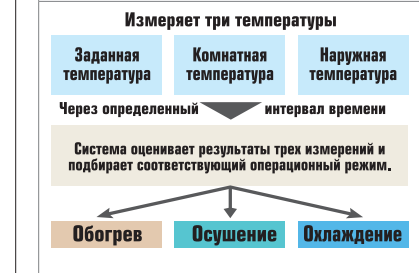 Измеряет три температуры
Заданная Комнатная Наружная
температура температура температура
Через определенный интервал времени
Система оценивает результаты трех измерений и
подбирает соответствующий операционный режим.
Обогрев Осушение Охлаждение